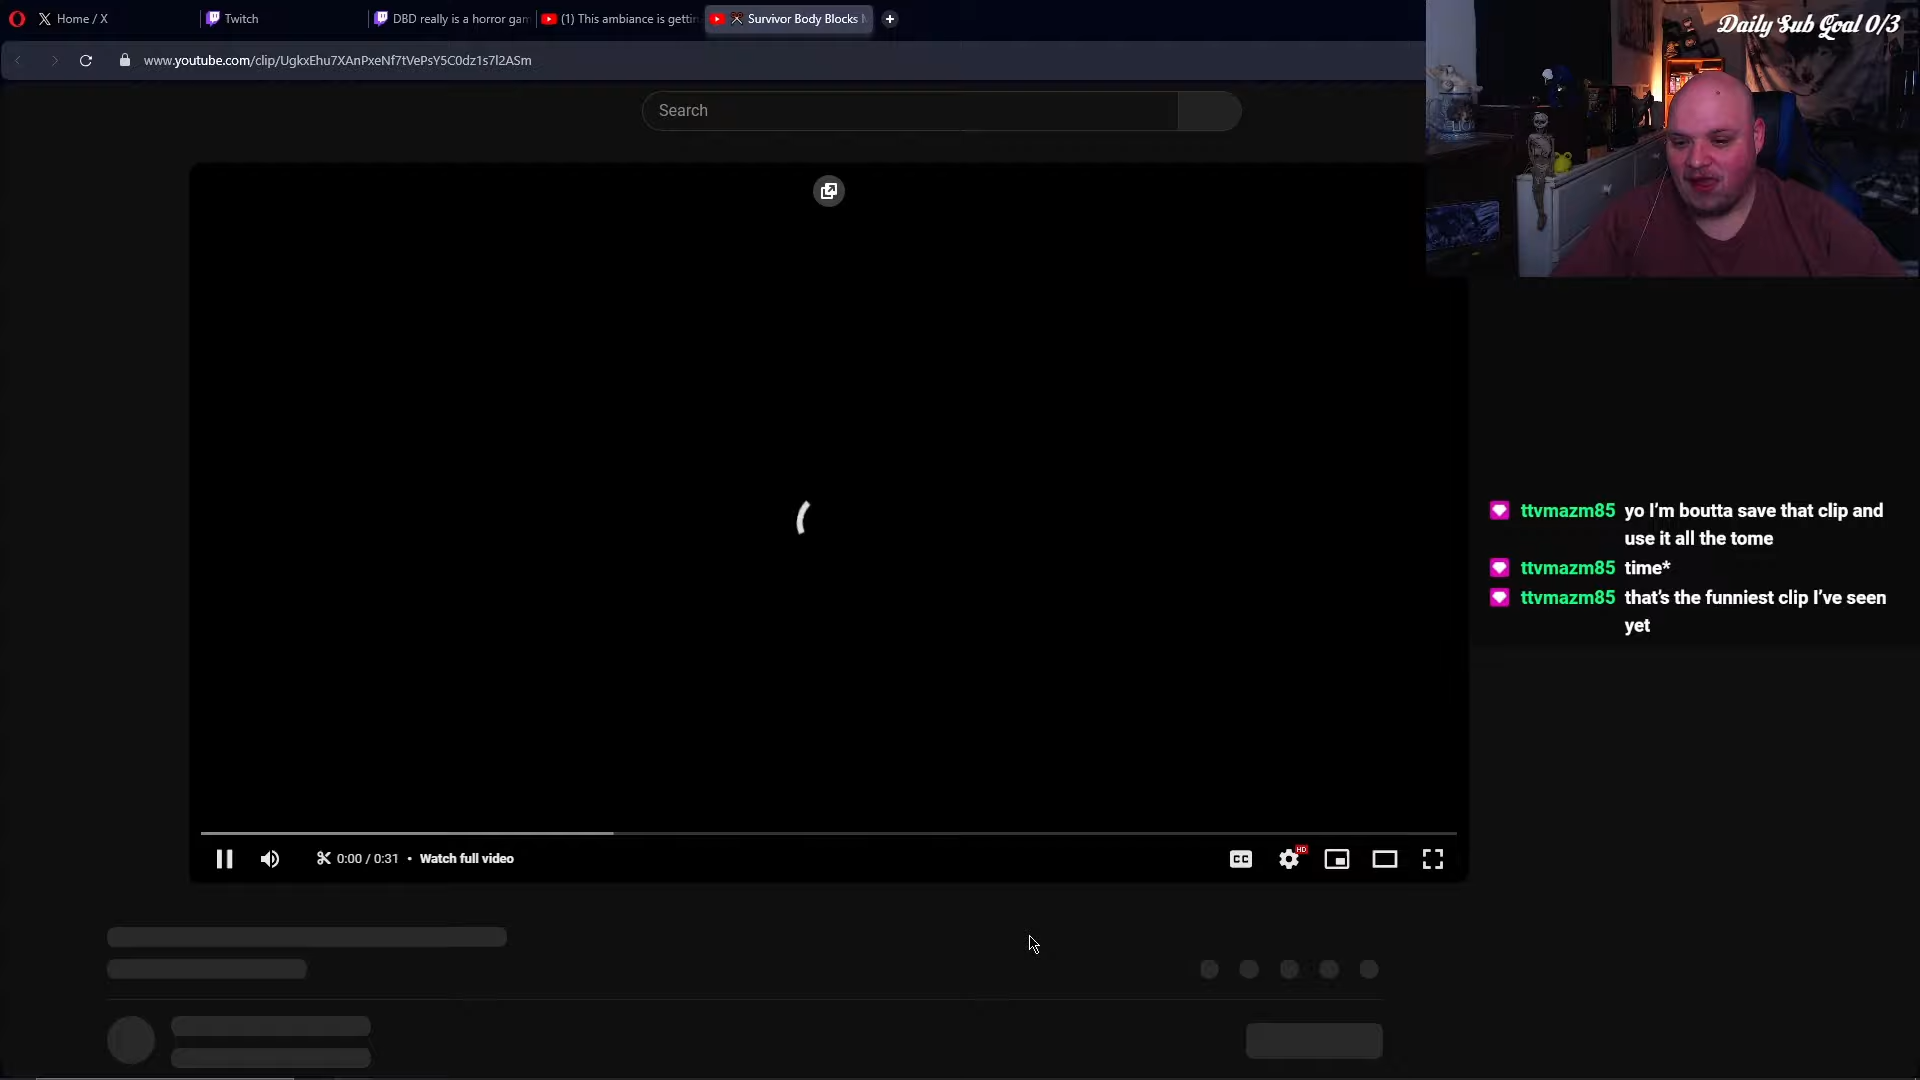 Home / X
Twitch
DBD really is a horror gam
(1) This ambiance is gettin
Survivor Body Blocks
Daily Sub Goal 0/3
www.youtube.com/clip/UgkxEhu7XAnPxeNf7tVePsY5C0dz1s7l2ASm
Search
ttvmazm85 yo I'm boutta save that clip and
use it all the tome
ttvmazm85 time*
ttvmazm85 that's the funniest clip I've seen
yet
0:00 / 0:31 • Watch full video
CC
HD